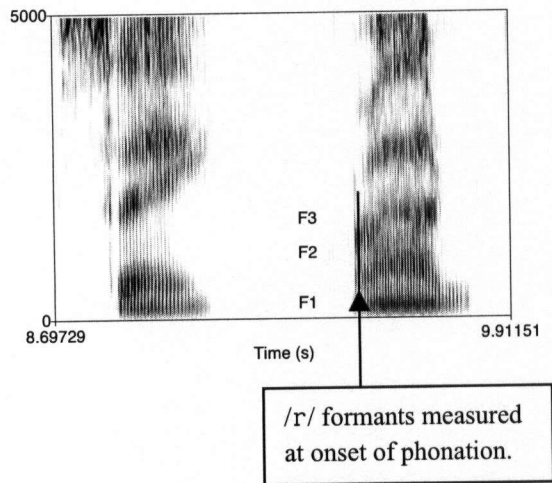 5000
F3
F2
F1
0
8.69729
9.91151
Time (s)
/r/ formants measured
at onset of phonation.